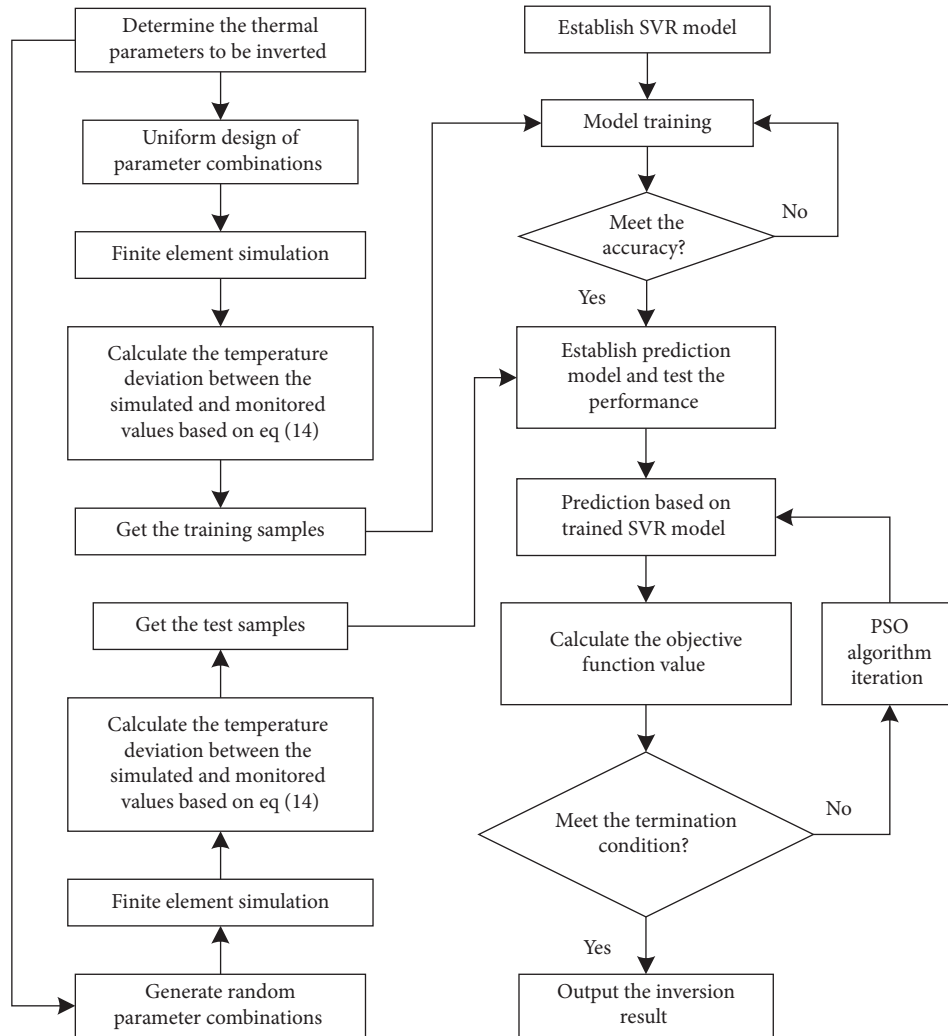 Determine the thermal
parameters to be inverted
Uniform design of
parameter combinations
Finite element simulation
Calculate the temperature
deviation between the
simulated and monitored
values based on eq (14)
Get the training samples
Get the test samples
Calculate the temperature
deviation between the
simulated and monitored
values based on eq (14)
Finite element simulation
Generate random
parameter combinations
Establish SVR model
Model training
Meet the
accuracy?
No
Yes
Establish prediction
model and test the
performance
Prediction based on
trained SVR model
Calculate the objective
function value
PSO
algorithm
iteration
Meet the termination
condition?
No
Yes
Output the inversion
result